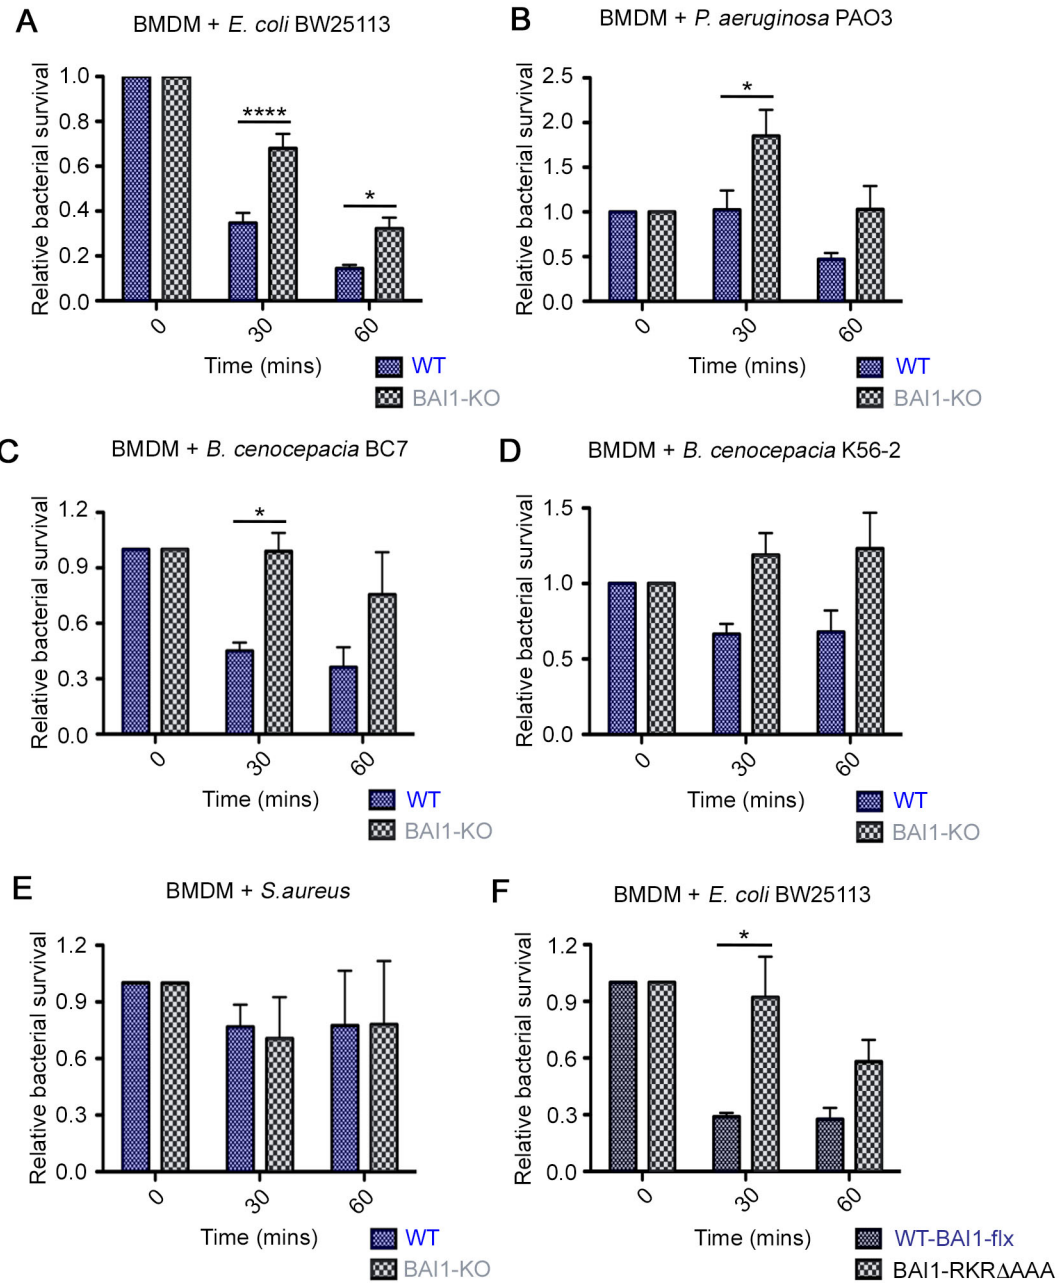 A
BMDM + E. coli BW25113
Relative bacterial survival
1.0
0.8
0.6
0.4
0.2
0.0
****
*
0
30
60
Time (mins)
WT
BAI1-KO
B
BMDM + P. aeruginosa PAO3
Relative bacterial survival
2.5
2.0
1.5
1.0
0.5
0.0
*
0
30
60
Time (mins)
WT
BAI1-KO
C
BMDM + B. cenocepacia BC7
Relative bacterial survival
1.2
0.9
0.6
0.3
0.0
*
0
30
60
Time (mins)
WT
BAI1-KO
D
BMDM + B. cenocepacia K56-2
Relative bacterial survival
1.5
1.0
0.5
0.0
0
30
60
Time (mins)
WT
BAI1-KO
E
BMDM + S.aureus
Relative bacterial survival
1.2
0.9
0.6
0.3
0.0
0
30
60
Time (mins)
WT
BAI1-KO
F
BMDM + E. coli BW25113
Relative bacterial survival
1.2
0.9
0.6
0.3
0.0
*
0
30
60
Time (mins)
WT-BAI1-flx
BAI1-RKRΔAAA